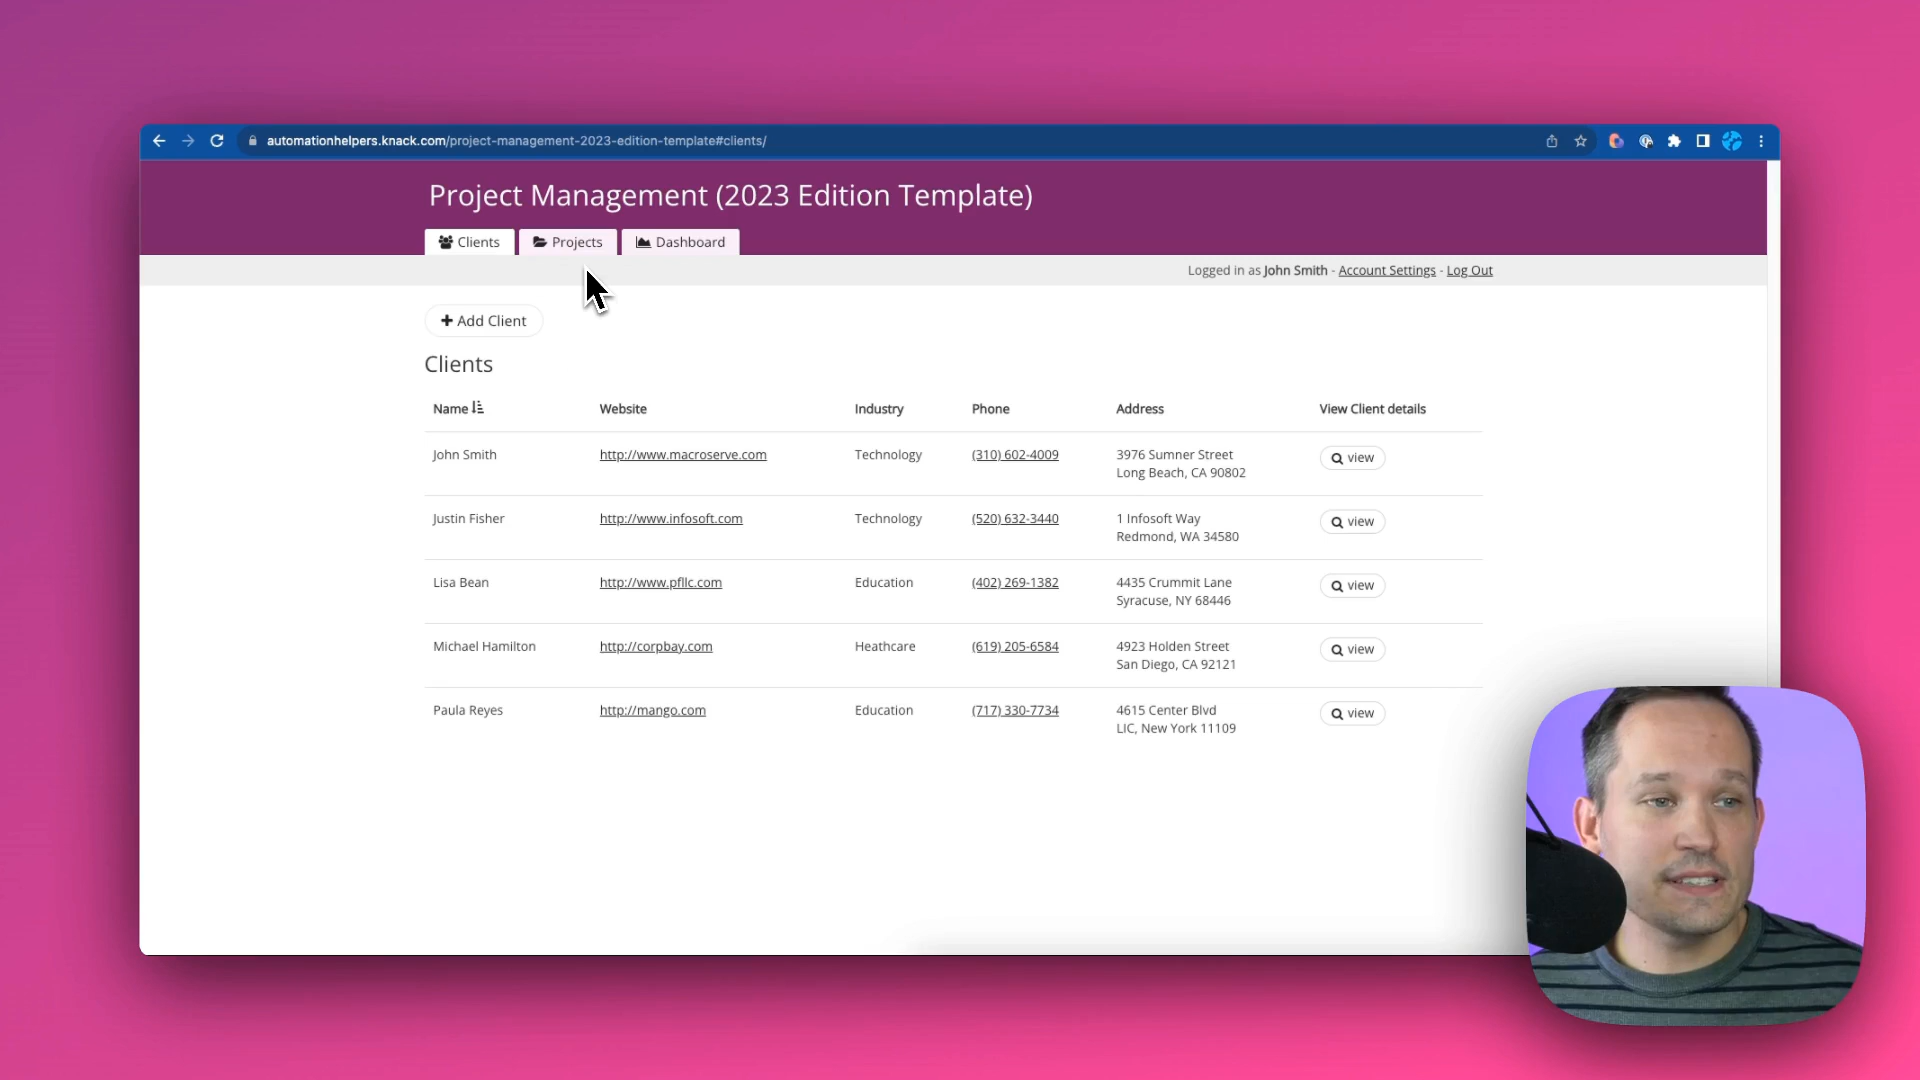 automationhelpers.knack.com/project-management-2023-edition-template#clients/
Project Management (2023 Edition Template)
Clients
Projects
Dashboard
Logged in as John Smith - Account Settings - Log Out
+ Add Client
Clients
Name Website Industry Phone Address View Client details
John Smith http://www.macroserve.com Technology (310) 602-4009 3976 Sumner Street view
Long Beach, CA 90802
Justin Fisher http://www.infosoft.com Technology (520) 632-3440 1 Infosoft Way view
Redmond, WA 34580
Lisa Bean http://www.pfllc.com Education (402) 269-1382 4435 Crummit Lane view
Syracuse, NY 68446
Michael Hamilton http://corpbay.com Heathcare (619) 205-6584 4923 Holden Street view
San Diego, CA 92121
Paula Reyes http://mango.com Education (717) 330-7734 4615 Center Blvd view
LIC, New York 11109